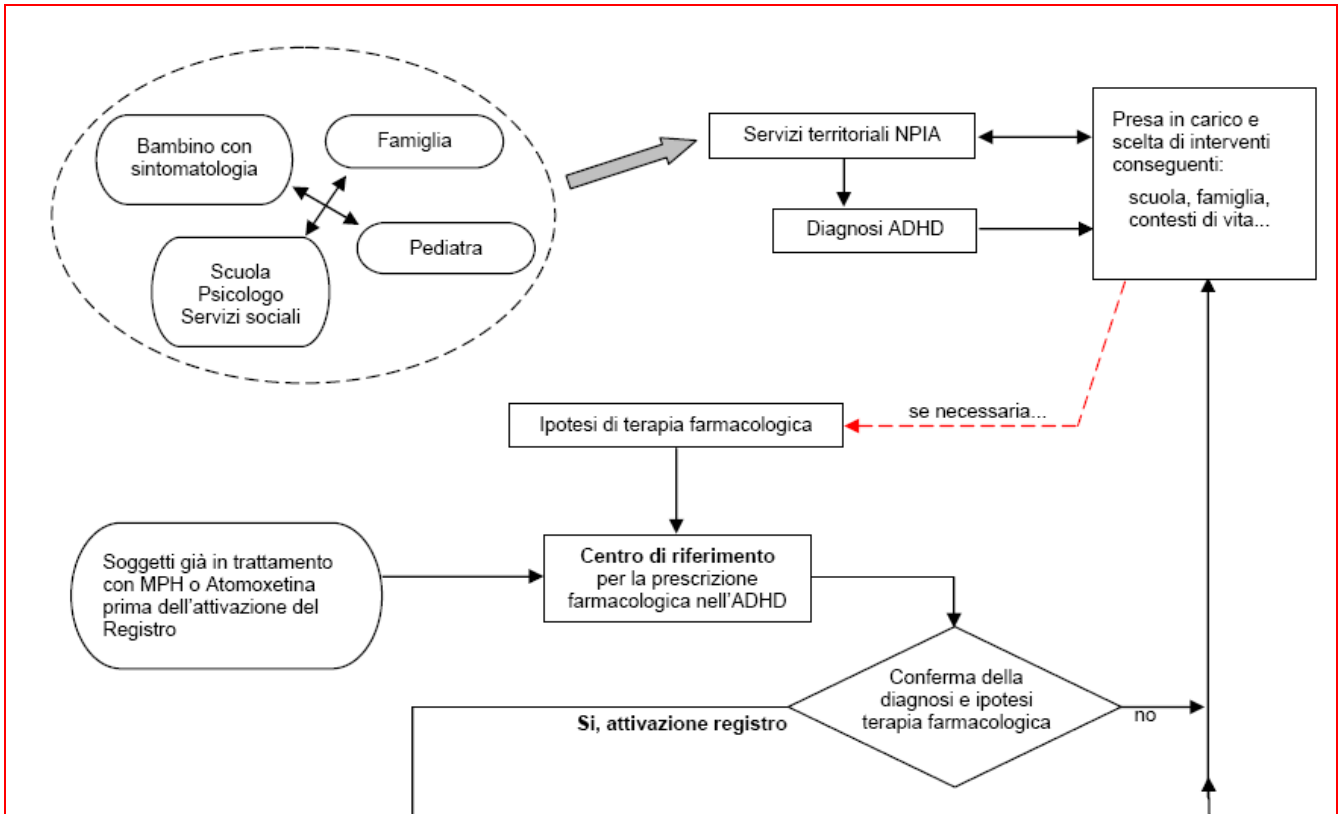 Bambino con
sintomatologia
Famiglia
Pediatra
Scuola
Psicologo
Servizi sociali
Servizi territoriali NPIA
Diagnosi ADHD
Presa in carico e
scelta di interventi
conseguenti:
scuola, famiglia,
contesti di vita...
se necessaria...
Ipotesi di terapia farmacologica
Soggetti già in trattamento
con MPH o Atomoxetina
prima dell'attivazione del
Registro
Centro di riferimento
per la prescrizione
farmacologica nell'ADHD
Conferma della
diagnosi e ipotesi
terapia farmacologica
Si, attivazione registro
no